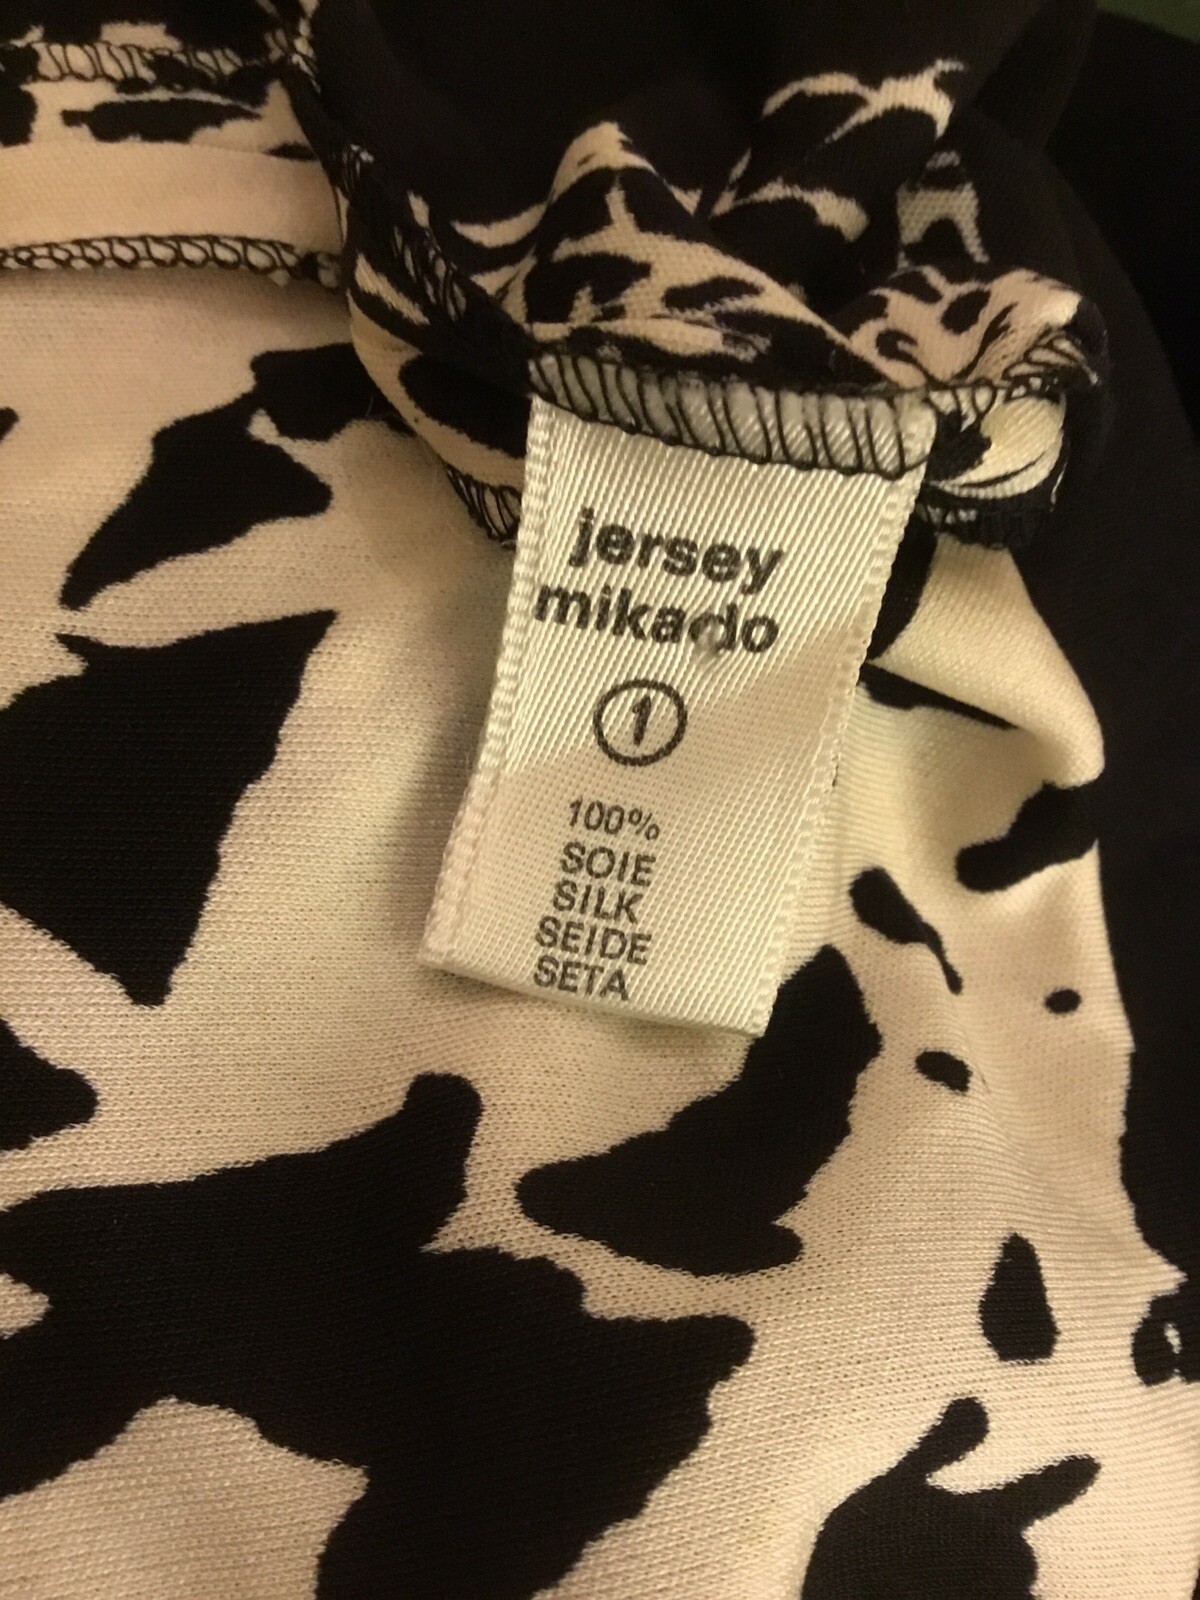 jersey
mikado
1
100%
SOIE
SILK
SEIDE
SETA